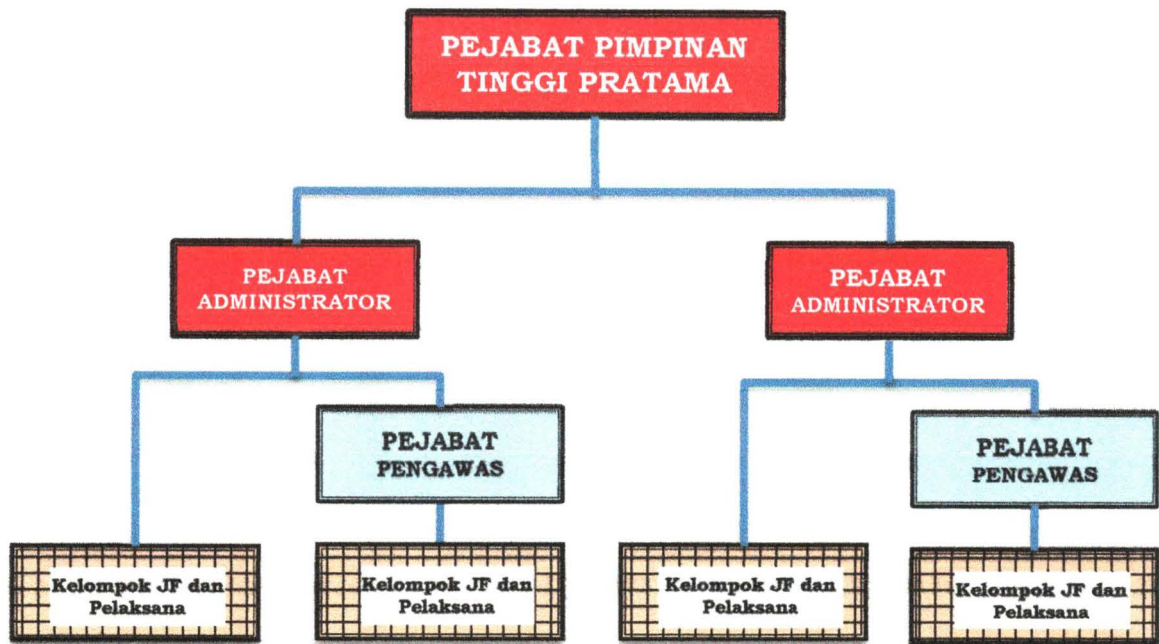 PEJABAT PIMPINAN
TINGGI PRATAMA
PEJABAT
ADMINISTRATOR
PEJABAT
ADMINISTRATOR
PEJABAT
PENGAWAS
PEJABAT
PENGAWAS
Kelompok JF dan
Pelaksana
Kelompok JF dan
Pelaksana
Kelompok JF dan
Pelaksana
Kelompok JF dan
Pelaksana